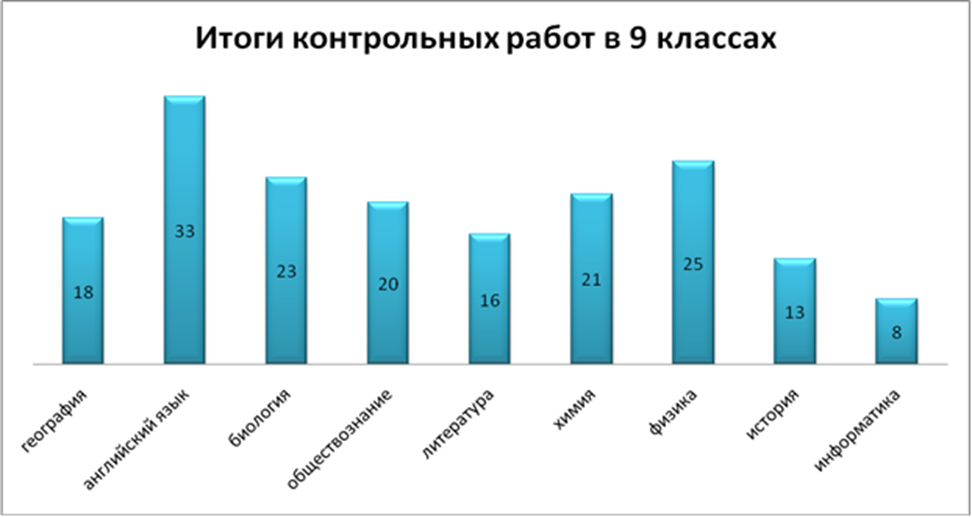 Итоги контрольных работ в 9 классах
18
33
23
20
16
21
25
13
8
география
английский язык
биология
обществознание
литература
химия
физика
история
информатика